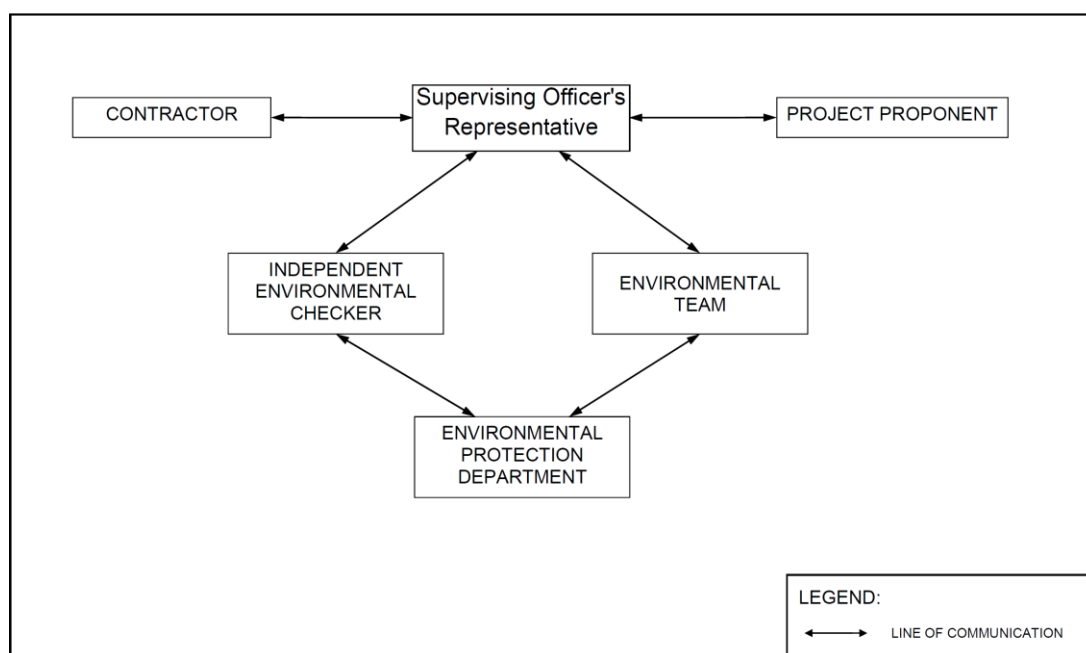 CONTRACTOR
Supervising Officer's
Representative
PROJECT PROPONENT
INDEPENDENT
ENVIRONMENTAL
CHECKER
ENVIRONMENTAL
TEAM
ENVIRONMENTAL
PROTECTION
DEPARTMENT
LEGEND:
LINE OF COMMUNICATION